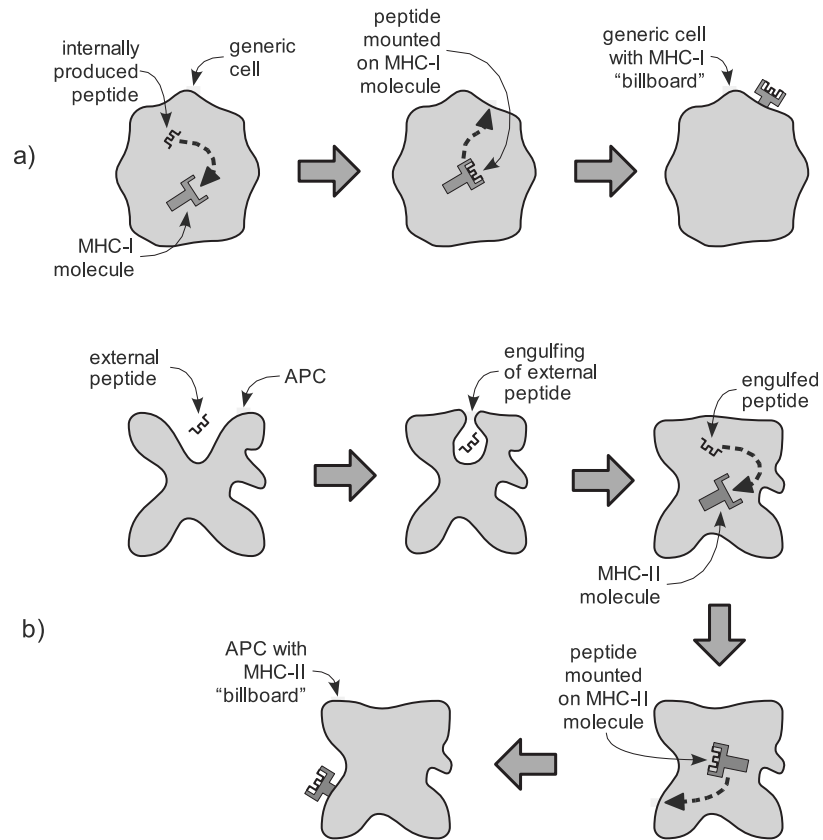 internally
produced
peptide
generic
cell
peptide
mounted
on MHC-I
molecule
generic cell
with MHC-I
“billboard”
a)
MHC-I
molecule
external
peptide
APC
engulfing
of external
peptide
engulfed
peptide
MHC-II
molecule
b)
APC with
MHC-II
“billboard”
peptide
mounted
on MHC-II
molecule